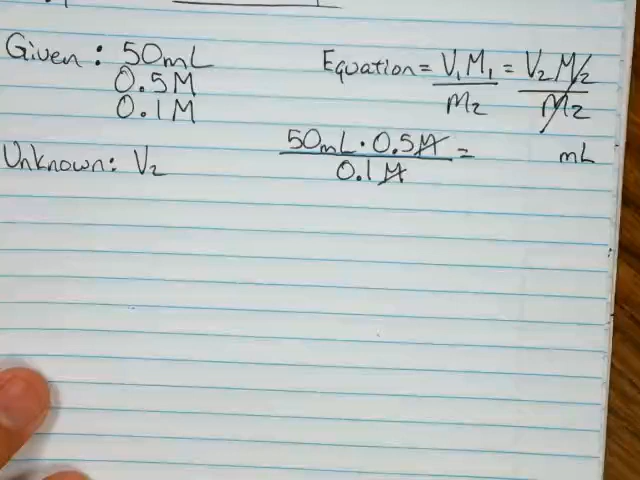 Given: 50mL
0.5M
0.1M
Unknown: V₂
Equation = V₁M₁/M₂ = V₂M₂/M₂
50mL · 0.5M/0.1M = mL